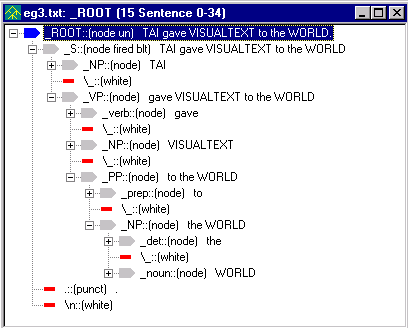 eg3.txt: _ROOT (15 Sentence 0-34)
_ROOT::(node un)   TAI gave VISUALTEXT to the WORLD.
_S::(node fired blt)   TAI gave VISUALTEXT to the WORLD
_NP::(node)   TAI
\_::(white)
_VP::(node)   gave VISUALTEXT to the WORLD
_verb::(node)   gave
\_::(white)
_NP::(node)   VISUALTEXT
\_::(white)
_PP::(node)   to the WORLD
_prep::(node)   to
\_::(white)
_NP::(node)   the WORLD
_det::(node)   the
\_::(white)
_noun::(node)   WORLD
.::(punct)   .
\n::(white)